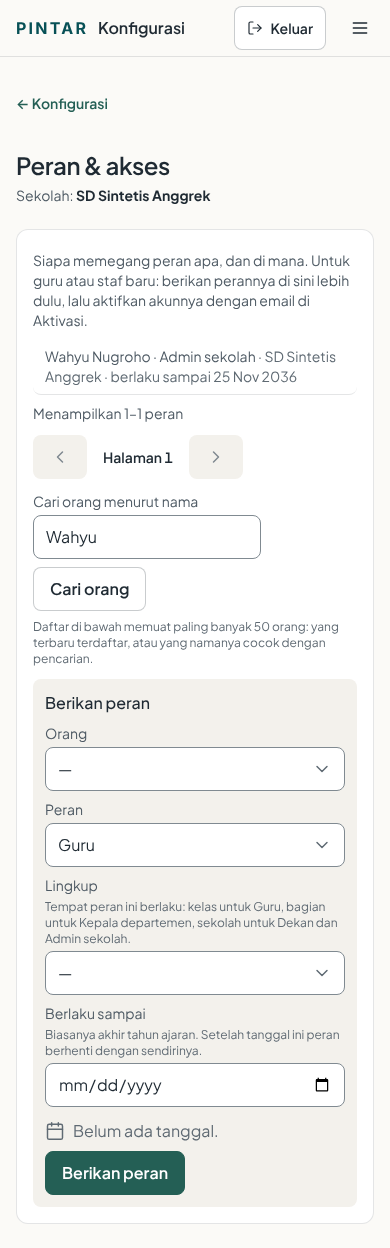 PINTAR Konfigurasi Keluar
← Konfigurasi
Peran & akses
Sekolah: SD Sintetis Anggrek
Siapa memegang peran apa, dan di mana. Untuk
guru atau staf baru: berikan perannya di sini lebih
dulu, lalu aktifkan akunnya dengan email di
Aktivasi.
Wahyu Nugroho · Admin sekolah · SD Sintetis
Anggrek · berlaku sampai 25 Nov 2036
Menampilkan 1–1 peran
Halaman 1
Cari orang menurut nama
Wahyu
Cari orang
Daftar di bawah memuat paling banyak 50 orang: yang
terbaru terdaftar, atau yang namanya cocok dengan
pencarian.
Berikan peran
Orang
—
Peran
Guru
Lingkup
Tempat peran ini berlaku: kelas untuk Guru, bagian
untuk Kepala departemen, sekolah untuk Dekan dan
Admin sekolah.
—
Berlaku sampai
Biasanya akhir tahun ajaran. Setelah tanggal ini peran
berhenti dengan sendirinya.
mm/dd/yyyy
Belum ada tanggal.
Berikan peran